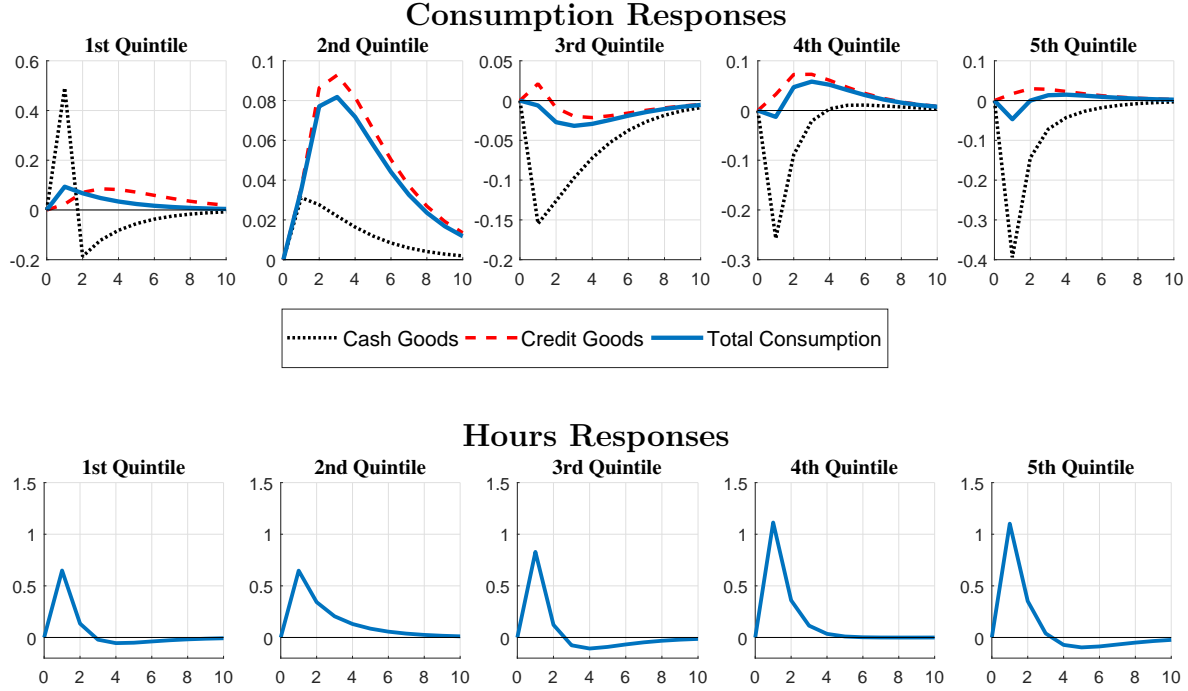 Consumption Responses
1st Quintile 2nd Quintile 3rd Quintile 4th Quintile 5th Quintile
0.6 0.1 0.05 0.1 0.1
0.4 0.08 0 0 0
0.2 0.06 -0.05 -0.1 -0.1
0 0.04 -0.1 -0.2 -0.2
-0.2 0.02 -0.15 -0.3 -0.3
0 -0.2 -0.4
0 2 4 6 8 10 0 2 4 6 8 10 0 2 4 6 8 10 0 2 4 6 8 10 0 2 4 6 8 10
Cash Goods Credit Goods Total Consumption
Hours Responses
1st Quintile 2nd Quintile 3rd Quintile 4th Quintile 5th Quintile
1.5 1.5 1.5 1.5 1.5
1 1 1 1 1
0.5 0.5 0.5 0.5 0.5
0 0 0 0 0
0 2 4 6 8 10 0 2 4 6 8 10 0 2 4 6 8 10 0 2 4 6 8 10 0 2 4 6 8 10